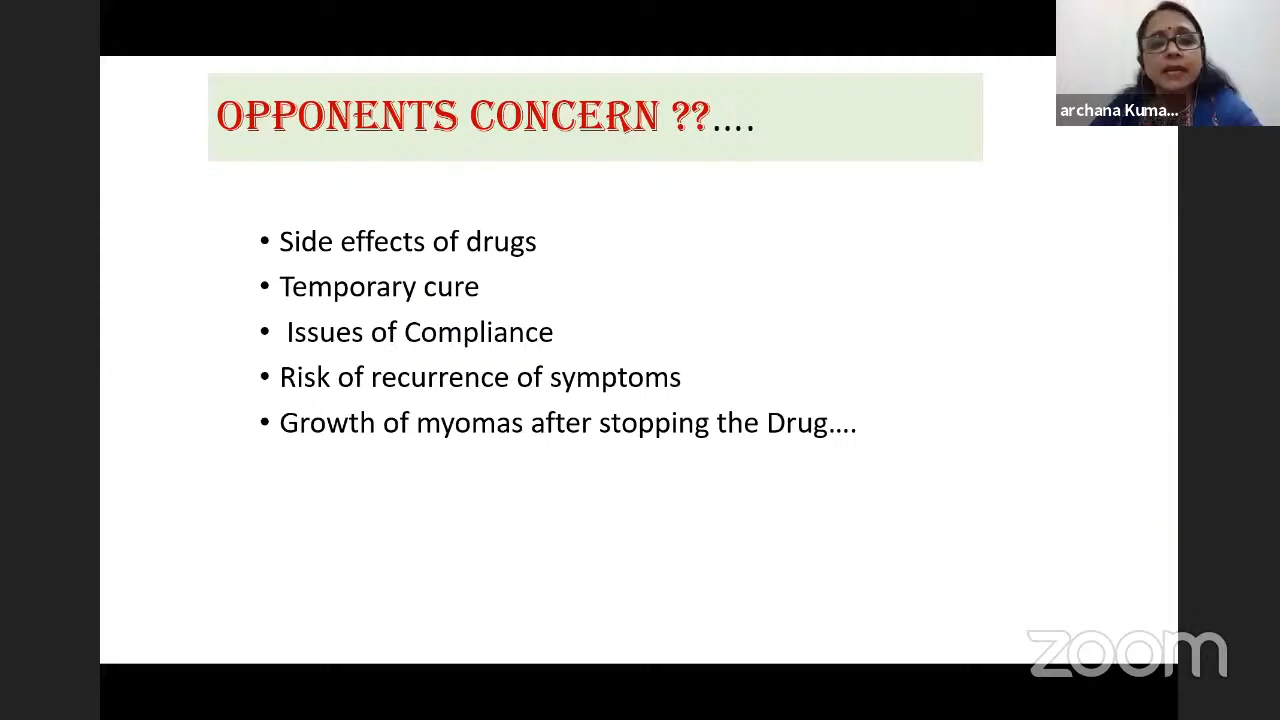 OPPONENTS CONCERN ??....
archana Kuma...
• Side effects of drugs
• Temporary cure
• Issues of Compliance
• Risk of recurrence of symptoms
• Growth of myomas after stopping the Drug....
zoom